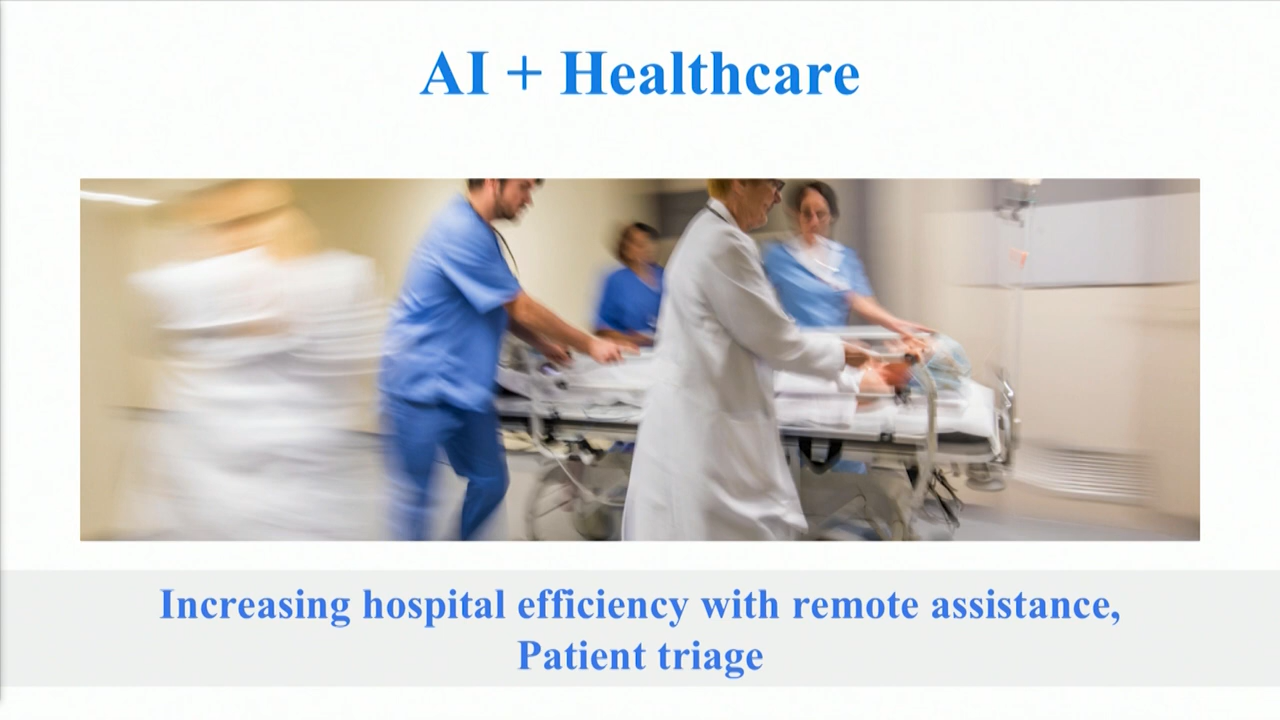 AI + Healthcare
Increasing hospital efficiency with remote assistance,
Patient triage